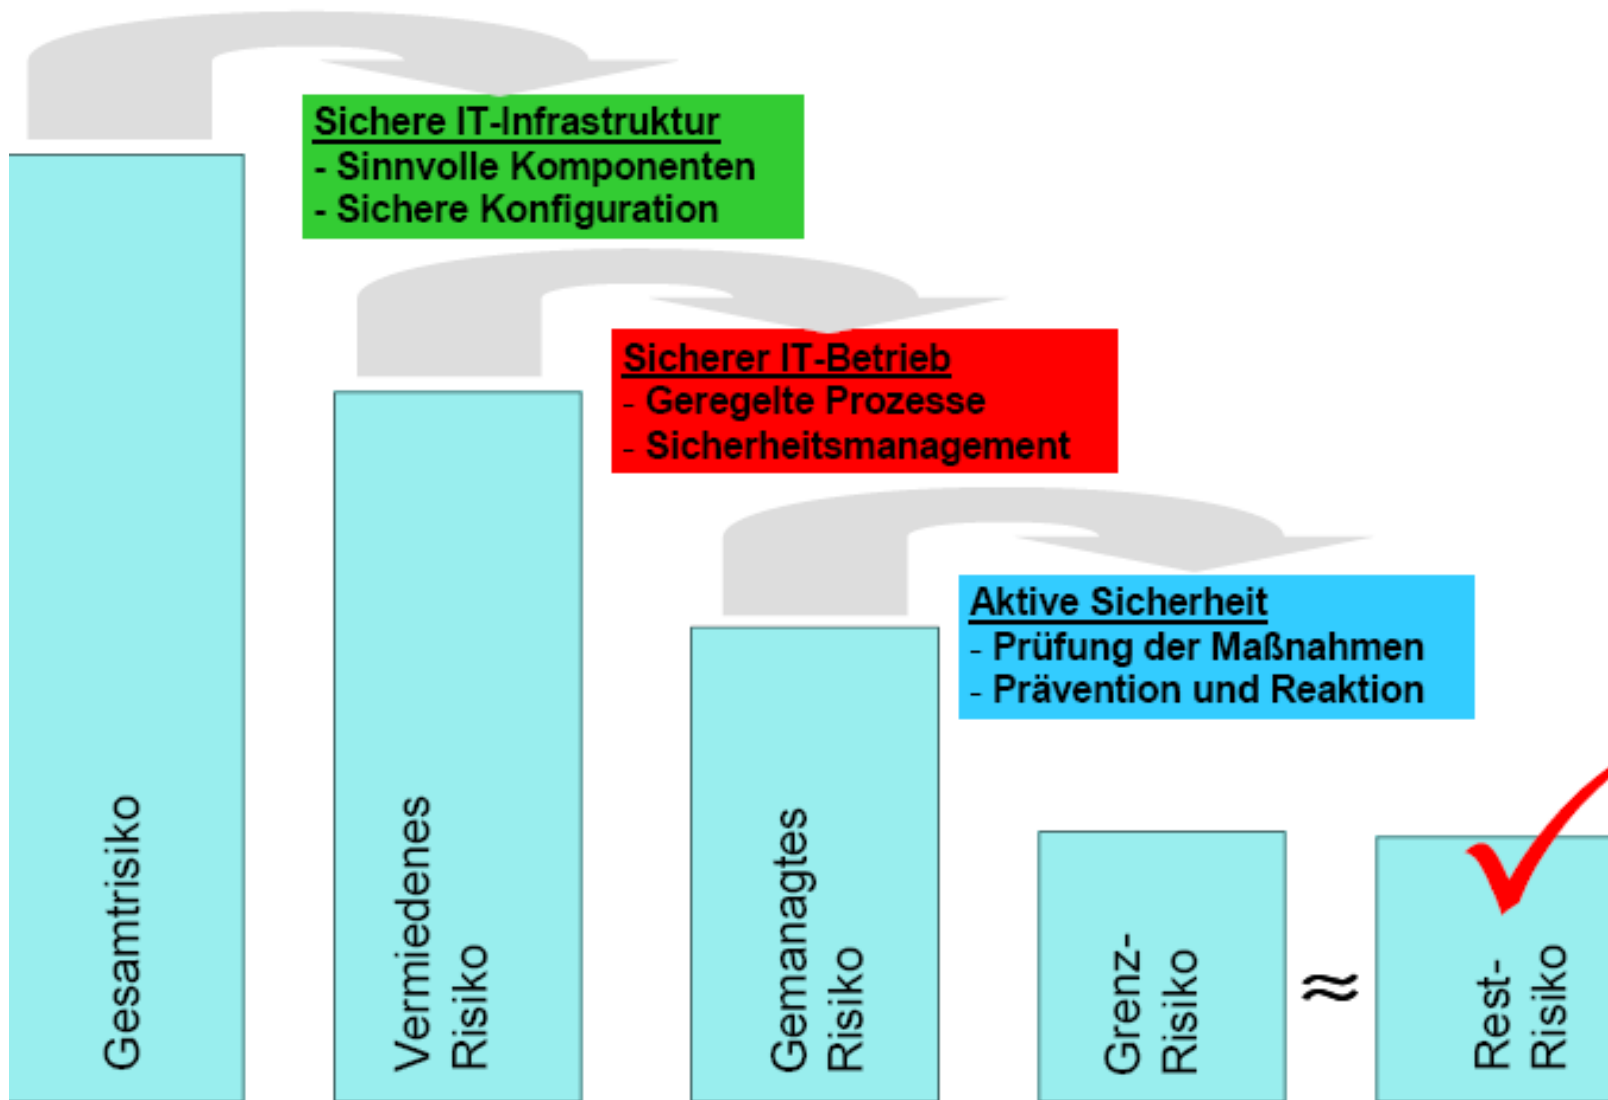 Sichere IT-Infrastruktur
- Sinnvolle Komponenten
- Sichere Konfiguration
Sicherer IT-Betrieb
- Geregelte Prozesse
- Sicherheitsmanagement
Aktive Sicherheit
- Prüfung der Maßnahmen
- Prävention und Reaktion
Gesamtrisiko
Vermiedenes
Risiko
Gemanagtes
Risiko
Grenz-
Risiko
≈
Rest-
Risiko